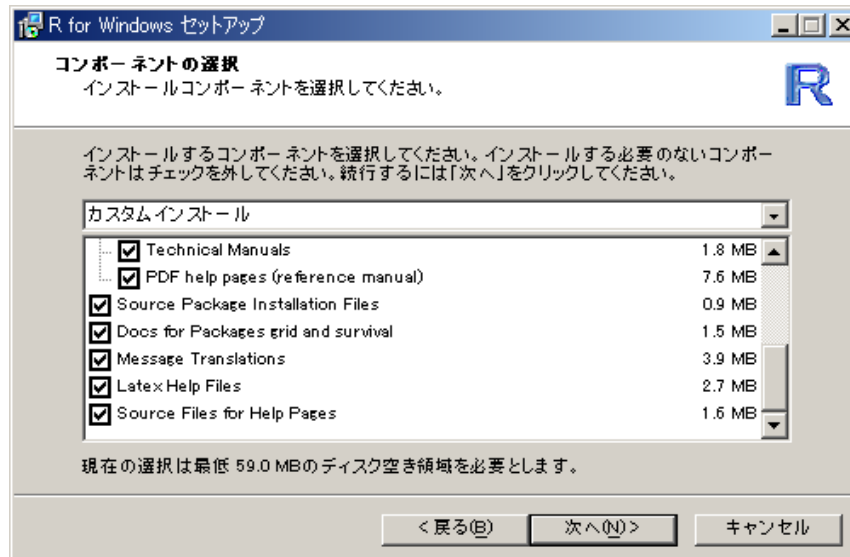 R for Windows セットアップ
コンポーネントの選択
インストールコンポーネントを選択してください。
R
インストールするコンポーネントを選択してください。インストールする必要のないコンポー
ネントはチェックを外してください。続行するには「次へ」をクリックしてください。
カスタムインストール
Technical Manuals 1.8 MB
PDF help pages (reference manual) 7.6 MB
Source Package Installation Files 0.9 MB
Docs for Packages grid and survival 1.5 MB
Message Translations 3.9 MB
Latex Help Files 2.7 MB
Source Files for Help Pages 1.6 MB
現在の選択は最低 59.0 MBのディスク空き領域を必要とします。
<戻る(B) 次へ(N)> キャンセル